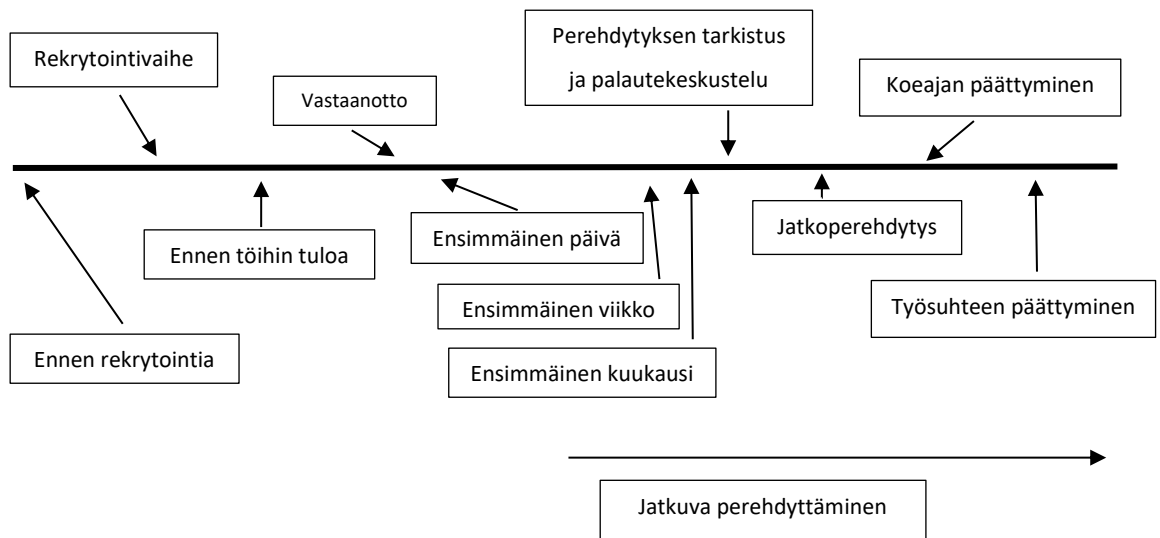 Rekrytointivaihe
Vastaanotto
Perehdytyksen tarkistus
ja palautekeskustelu
Koeajan päättyminen
Ennen töihin tuloa
Ensimmäinen päivä
Jatkoperehdytys
Ensimmäinen viikko
Työsuhteen päättyminen
Ennen rekrytointia
Ensimmäinen kuukausi
Jatkuva perehdyttäminen